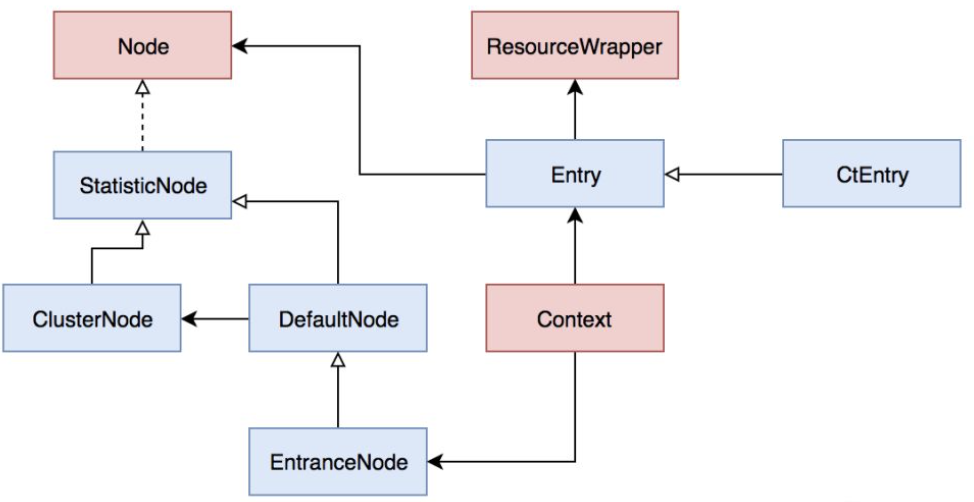 Node
ResourceWrapper
StatisticNode
Entry
CtEntry
ClusterNode
DefaultNode
Context
EntranceNode